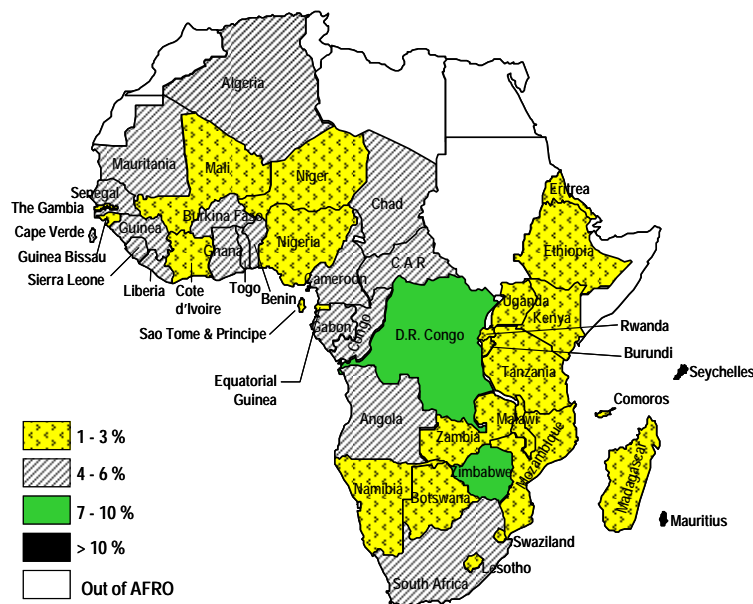 Algeria
Mauritania
Mali
Niger
Chad
Eritrea
Senegal
The Gambia
Cape Verde
Guinea
Burkina Faso
Nigeria
Ghana
Ethiopia
Guinea Bissau
Sierra Leone
Liberia
Cote
d'Ivoire
Togo
Benin
Cameroon
C A R
Sao Tome & Principe
Gabon
Congo
D.R. Congo
Uganda
Kenya
Rwanda
Burundi
Equatorial
Guinea
Tanzania
Seychelles
Comoros
Angola
Malawi
Zambia
Mozambique
Zimbabwe
Madagascar
Namibia
Botswana
Mauritius
Swaziland
Lesotho
South Africa
1 - 3 %
4 - 6 %
7 - 10 %
> 10 %
Out of AFRO